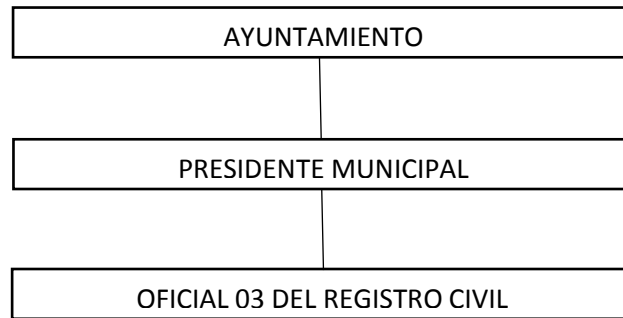 AYUNTAMIENTO
PRESIDENTE MUNICIPAL
OFICIAL 03 DEL REGISTRO CIVIL